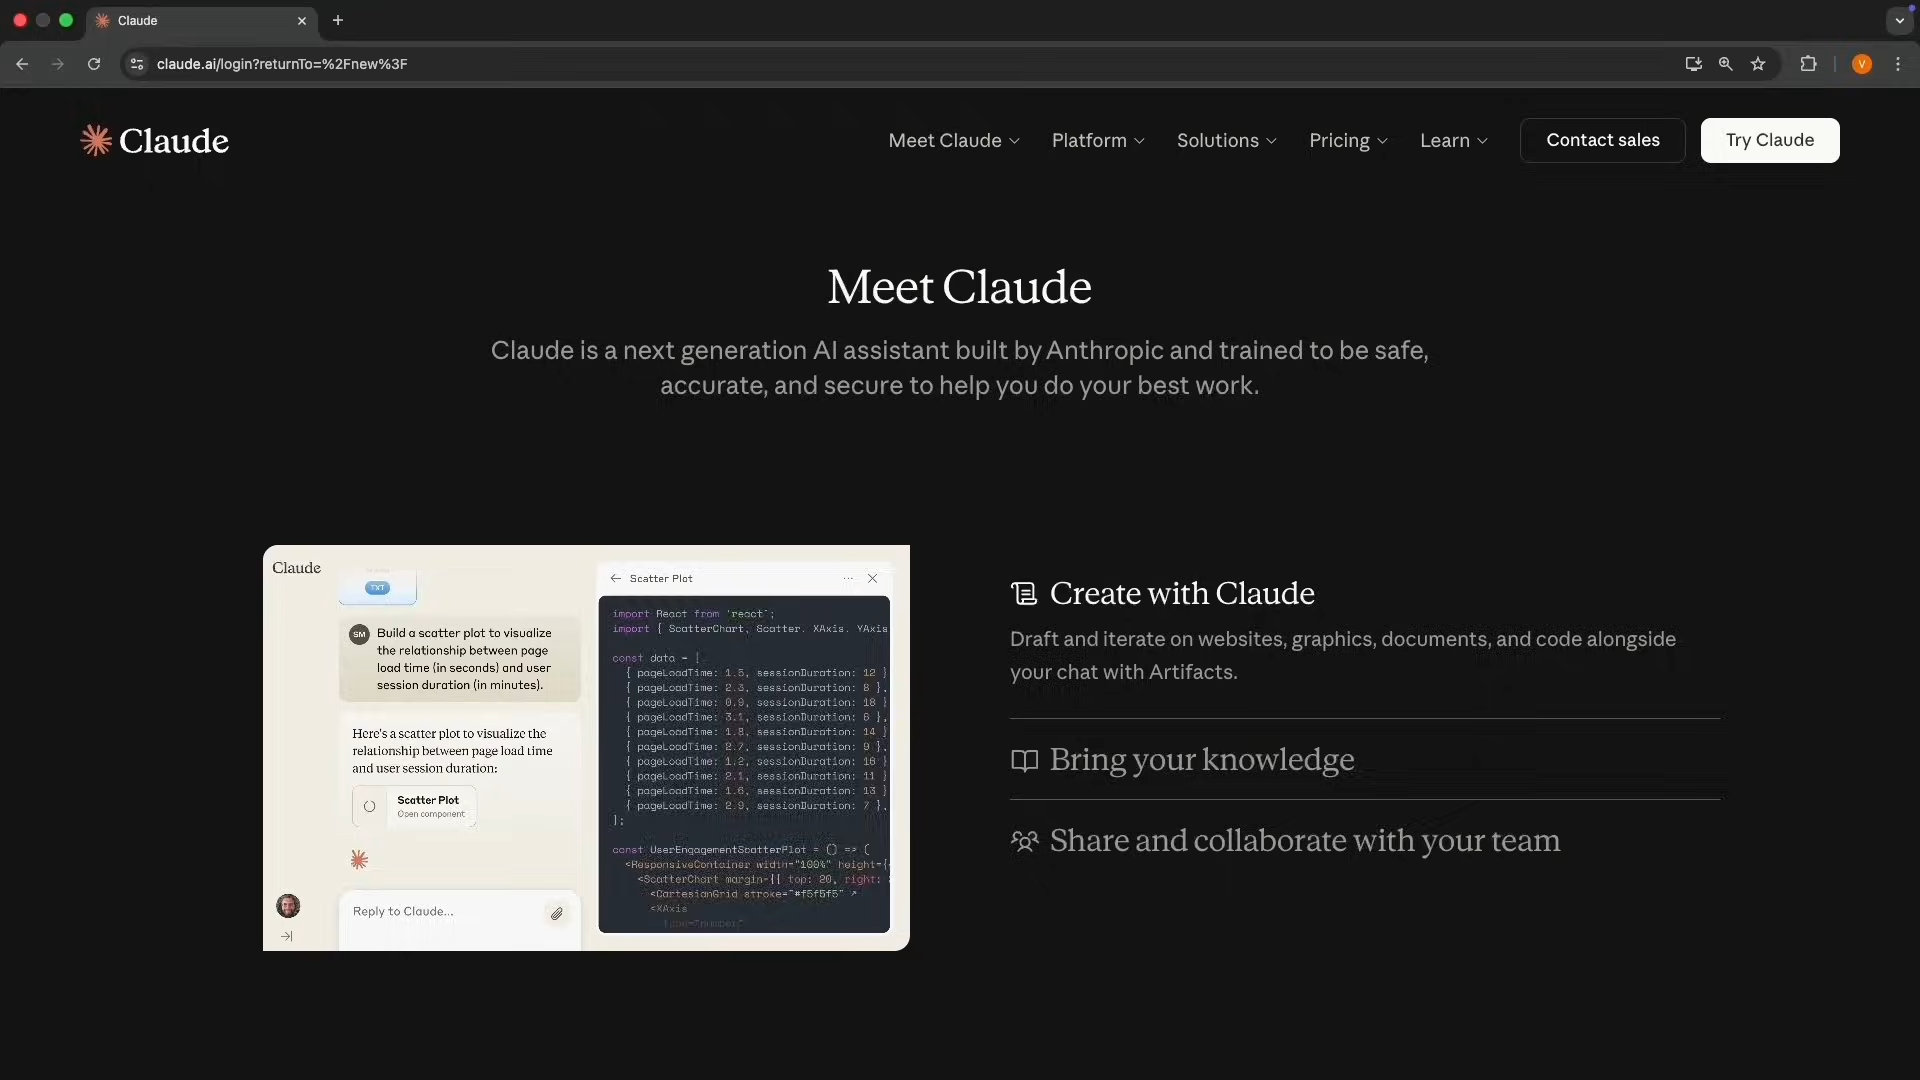 Claude
claude.ai/login?returnTo=%2Fnew%3F
V
Claude
Meet Claude
Platform
Solutions
Pricing
Learn
Contact sales
Try Claude
Meet Claude
Claude is a next generation AI assistant built by Anthropic and trained to be safe,
accurate, and secure to help you do your best work.
Claude
TXT
SM
Build a scatter plot to visualize
the relationship between page
load time (in seconds) and user
session duration (in minutes).
Here's a scatter plot to visualize the
relationship between page load time
and user session duration:
Scatter Plot
Open component
Reply to Claude...
Scatter Plot
import React from 'react';
import { ScatterChart, Scatter, XAxis, YAxis
const data = [
{ pageLoadTime: 1.5, sessionDuration: 12 }
{ pageLoadTime: 2.3, sessionDuration: 8 },
{ pageLoadTime: 0.9, sessionDuration: 18 }
{ pageLoadTime: 3.1, sessionDuration: 6 },
{ pageLoadTime: 1.8, sessionDuration: 14 }
{ pageLoadTime: 2.7, sessionDuration: 9 },
{ pageLoadTime: 1.2, sessionDuration: 16 }
{ pageLoadTime: 2.1, sessionDuration: 11 }
{ pageLoadTime: 1.6, sessionDuration: 13 }
{ pageLoadTime: 2.9, sessionDuration: 7 },
];
const UserEngagementScatterPlot = () => (
<ResponsiveContainer width="100%" height={
<ScatterChart margin={{ top: 20, right:
<CartesianGrid stroke="#f5f5f5"
<XAxis
type="number"
Create with Claude
Draft and iterate on websites, graphics, documents, and code alongside
your chat with Artifacts.
Bring your knowledge
Share and collaborate with your team